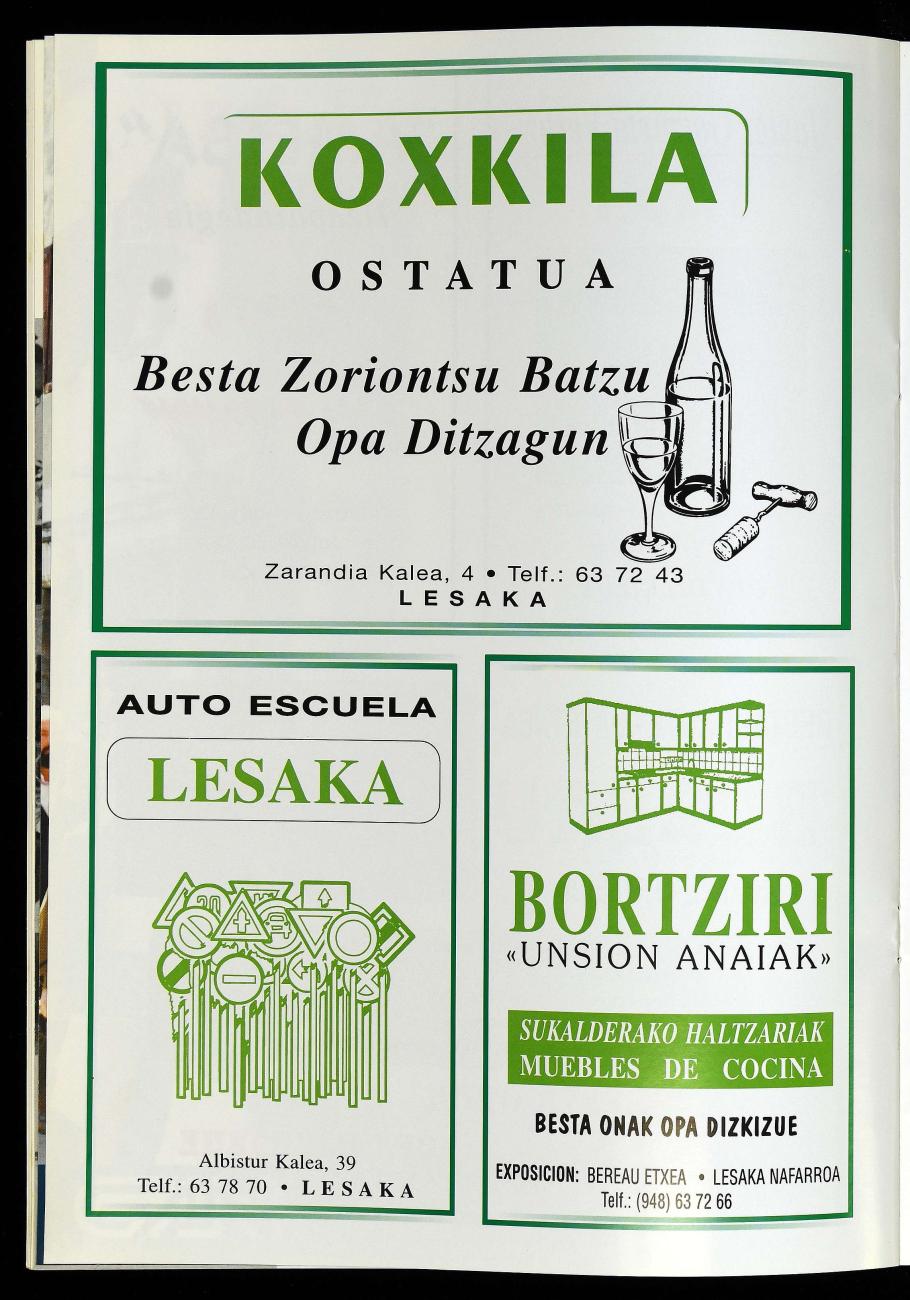 KOXKILA
OSTATUA
Besta Zoriontsu Batzu
Opa Ditzagun
Zarandia Kalea, 4 • Telf.: 63 72 43
LESAKA
AUTO ESCUELA
LESAKA
Albistur Kalea, 39
Telf.: 63 78 70 • LESAKA
BORTZIRI
«UNSION ANAIAK»
SUKALDERAKO HALTZARIAK
MUEBLES DE COCINA
BESTA ONAK OPA DIZKIZUE
EXPOSICION: BEREAU ETXEA • LESAKA NAFARROA
Telf.: (948) 63 72 66